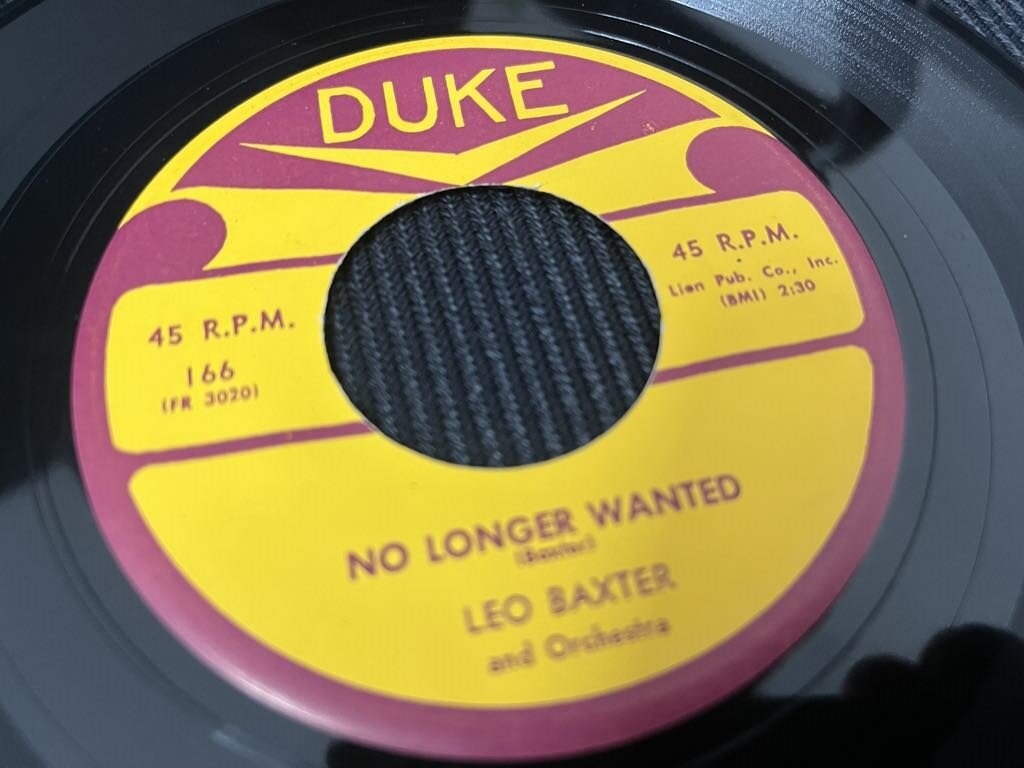 DUKE
45 R.P.M.
166
(FR 3020)
45 R.P.M.
Lion Pub. Co., Inc.
(BMI) 2:30
NO LONGER WANTED
(Baxter)
LEO BAXTER
and Orchestra